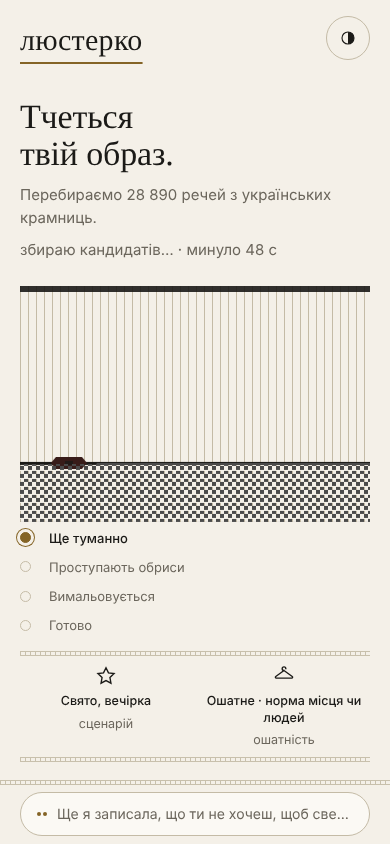 люстерко
Тчеться
твій образ.
Перебираємо 28 890 речей з українських
крамниць.
збираю кандидатів… · минуло 48 с
Ще туманно
Проступають обриси
Вимальовується
Готово
Свято, вечірка
сценарій
Ошатне · норма місця чи
людей
ошатність
Ще я записала, що ти не хочеш, щоб све…